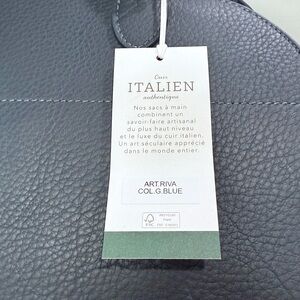 Cuir
ITALIEN
authentique
Nos sacs à main
combinent un
savoir-faire artisanal
du plus haut niveau
et le luxe du cuir italien.
Un art séculaire apprécié
dans le monde entier.
ART.RIVA
COL.G.BLUE
FSC